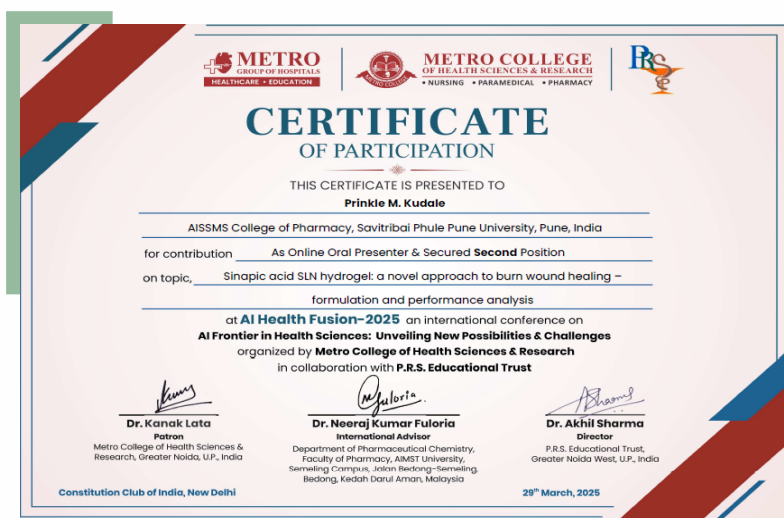 METRO
GROUP OF HOSPITALS
HEALTHCARE • EDUCATION
METRO COLLEGE
OF HEALTH SCIENCES & RESEARCH
• NURSING • PARAMEDICAL • PHARMACY
METRO COLLEGE
PRS
CERTIFICATE
OF PARTICIPATION
THIS CERTIFICATE IS PRESENTED TO
Prinkle M. Kudale
AISSMS College of Pharmacy, Savitribai Phule Pune University, Pune, India
for contribution As Online Oral Presenter & Secured Second Position
on topic, Sinapic acid SLN hydrogel: a novel approach to burn wound healing –
formulation and performance analysis
at AI Health Fusion-2025 an international conference on
AI Frontier in Health Sciences: Unveiling New Possibilities & Challenges
organized by Metro College of Health Sciences & Research
in collaboration with P.R.S. Educational Trust
Dr. Kanak Lata
Patron
Metro College of Health Sciences &
Research, Greater Noida, U.P., India
Dr. Neeraj Kumar Fuloria
International Advisor
Department of Pharmaceutical Chemistry,
Faculty of Pharmacy, AIMST University,
Semeling Campus, Jalan Bedong-Semeling,
Bedong, Kedah Darul Aman, Malaysia
Dr. Akhil Sharma
Director
P.R.S. Educational Trust,
Greater Noida West, U.P., India
Constitution Club of India, New Delhi
29th March, 2025